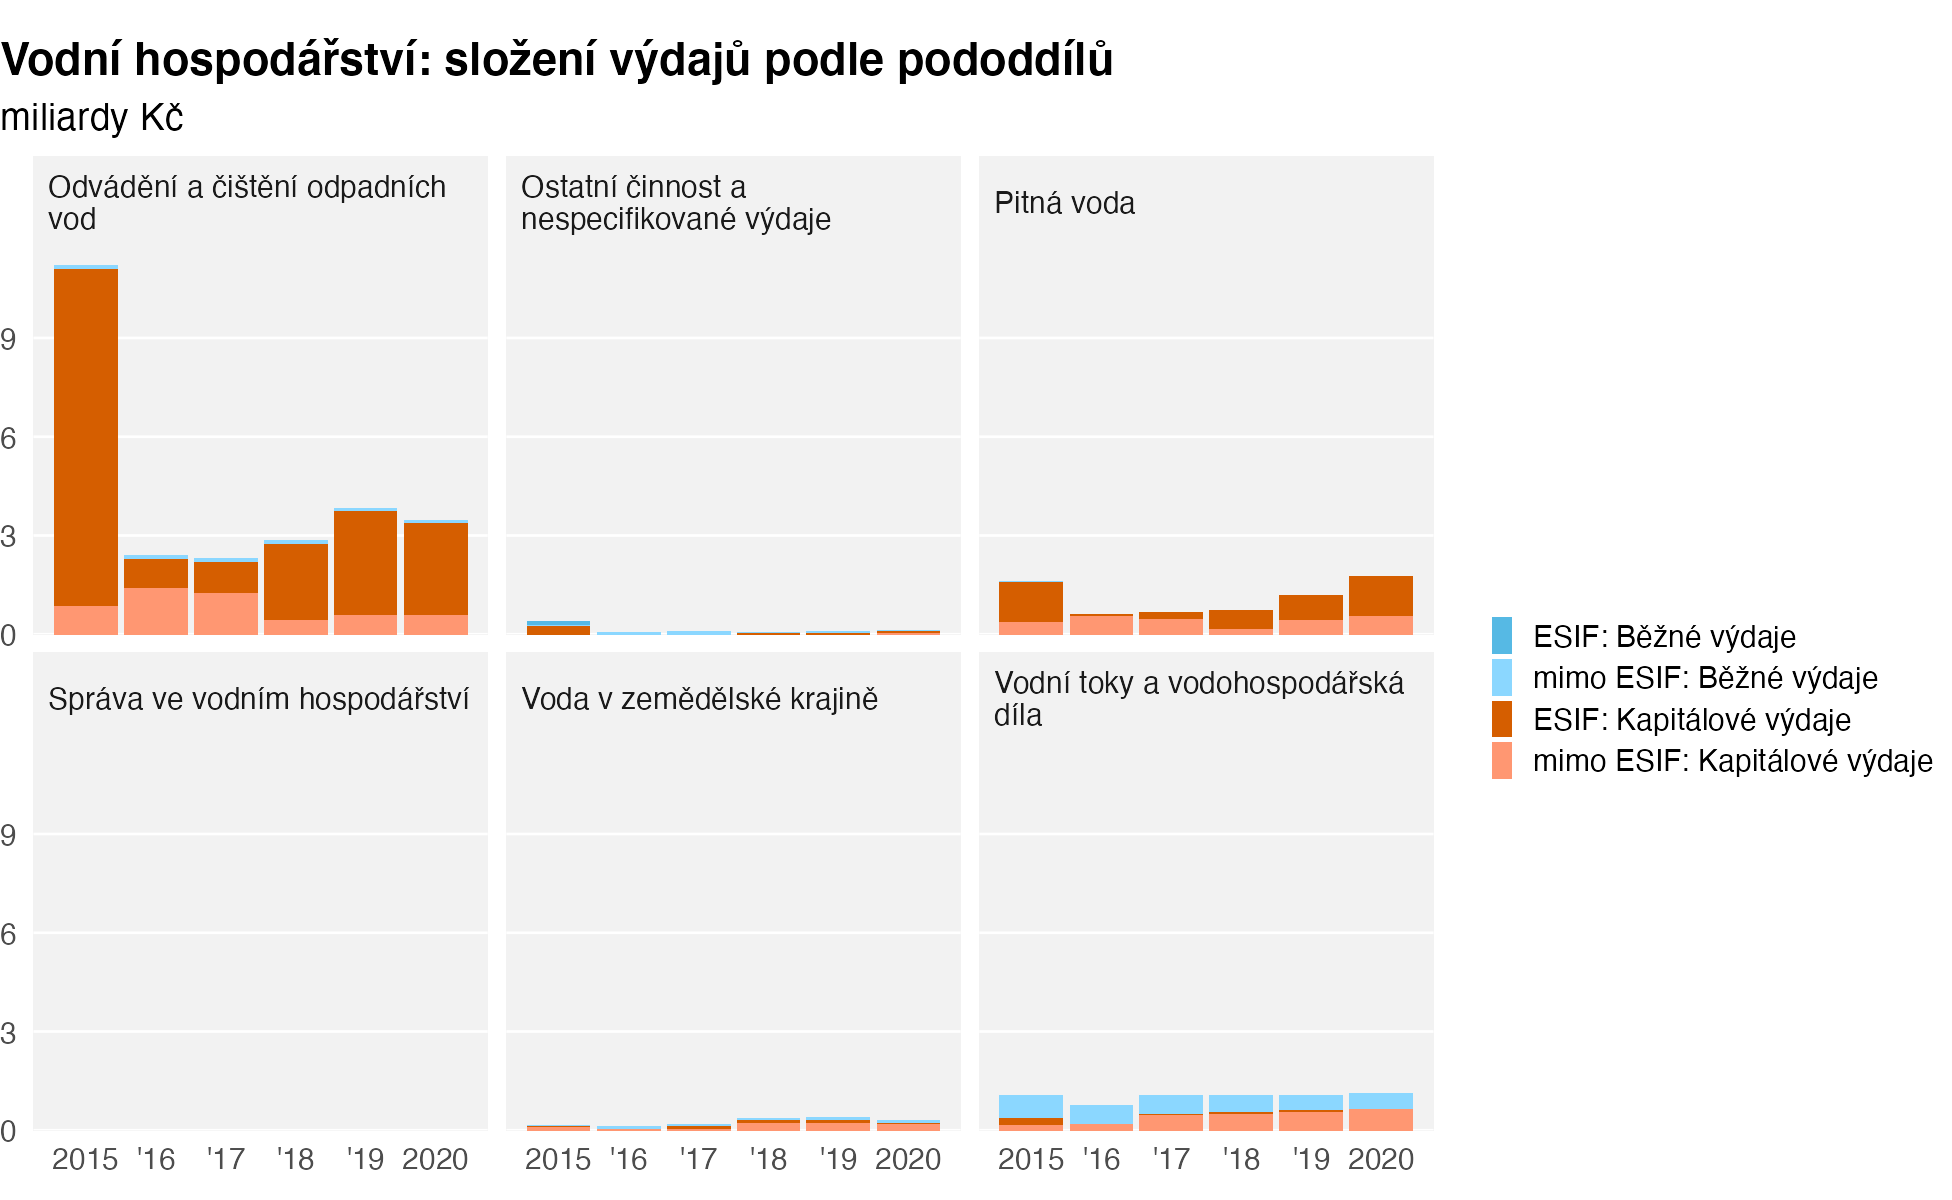 Vodní hospodářství: složení výdajů podle pododdílů
miliardy Kč
Odvádění a čištění odpadních
vod
Ostatní činnost a
nespecifikované výdaje
Pitná voda
9
6
3
0
Správa ve vodním hospodářství
Voda v zemědělské krajině
Vodní toky a vodohospodářská
díla
9
6
3
0
2015 '16 '17 '18 '19 2020
2015 '16 '17 '18 '19 2020
2015 '16 '17 '18 '19 2020
ESIF: Běžné výdaje
mimo ESIF: Běžné výdaje
ESIF: Kapitálové výdaje
mimo ESIF: Kapitálové výdaje